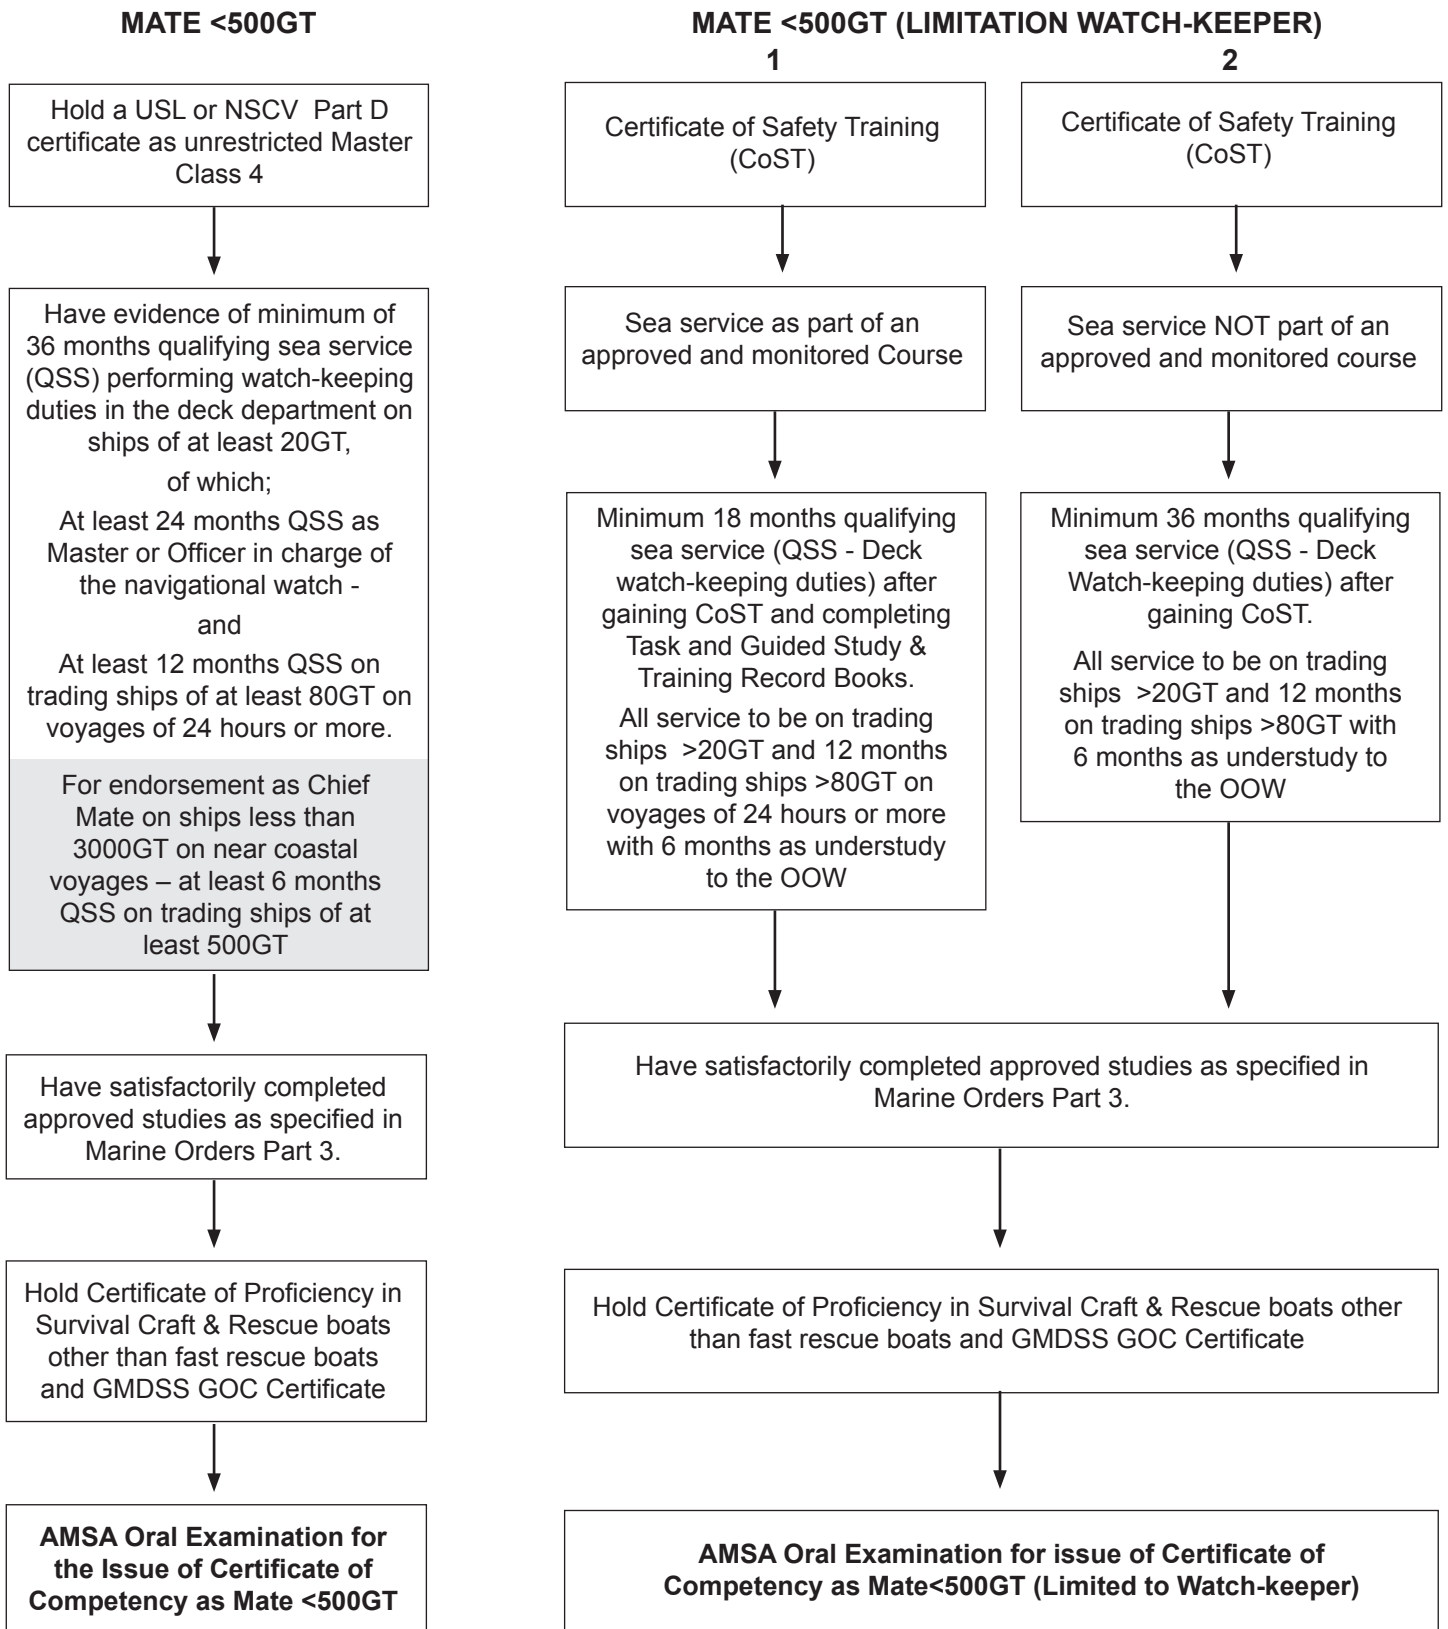 MATE <500GT
Hold a USL or NSCV Part D
certificate as unrestricted Master
Class 4
Have evidence of minimum of
36 months qualifying sea service
(QSS) performing watch-keeping
duties in the deck department on
ships of at least 20GT,
of which;
At least 24 months QSS as
Master or Officer in charge of
the navigational watch -
and
At least 12 months QSS on
trading ships of at least 80GT on
voyages of 24 hours or more.
For endorsement as Chief
Mate on ships less than
3000GT on near coastal
voyages – at least 6 months
QSS on trading ships of at
least 500GT
Have satisfactorily completed
approved studies as specified in
Marine Orders Part 3.
Hold Certificate of Proficiency in
Survival Craft & Rescue boats
other than fast rescue boats
and GMDSS GOC Certificate
AMSA Oral Examination for
the Issue of Certificate of
Competency as Mate <500GT
MATE <500GT (LIMITATION WATCH-KEEPER)
1
Certificate of Safety Training
(CoST)
Sea service as part of an
approved and monitored Course
Minimum 18 months qualifying
sea service (QSS - Deck
watch-keeping duties) after
gaining CoST and completing
Task and Guided Study &
Training Record Books.
All service to be on trading
ships >20GT and 12 months
on trading ships >80GT on
voyages of 24 hours or more
with 6 months as understudy
to the OOW
2
Certificate of Safety Training
(CoST)
Sea service NOT part of an
approved and monitored course
Minimum 36 months qualifying
sea service (QSS - Deck
Watch-keeping duties) after
gaining CoST.
All service to be on trading
ships >20GT and 12 months
on trading ships >80GT with
6 months as understudy to
the OOW
Have satisfactorily completed approved studies as specified in
Marine Orders Part 3.
Hold Certificate of Proficiency in Survival Craft & Rescue boats other
than fast rescue boats and GMDSS GOC Certificate
AMSA Oral Examination for issue of Certificate of
Competency as Mate<500GT (Limited to Watch-keeper)